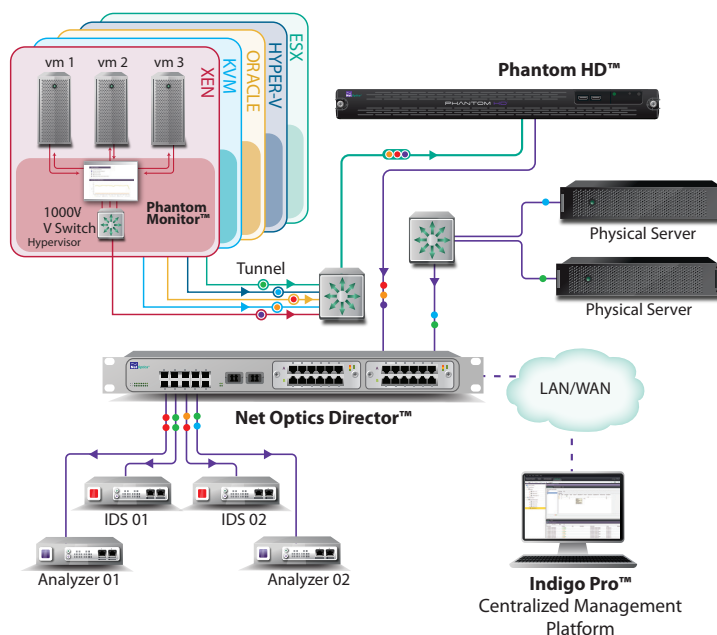 ESX
HYPER-V
ORACLE
KVM
XEN
vm 1
vm 2
vm 3
Phantom
Monitor™
1000V
V Switch
Hypervisor
Tunnel
Phantom HD™
PHANTOM HD
Physical Server
Physical Server
Net Optics Director™
LAN/WAN
IDS 01
IDS 02
Analyzer 01
Analyzer 02
Indigo Pro™
Centralized Management
Platform